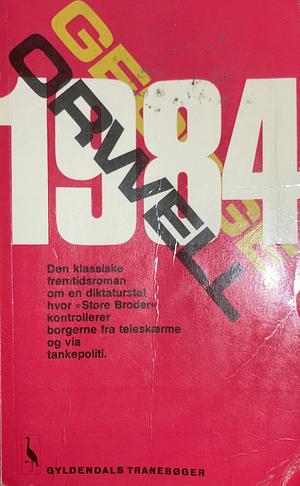 GEORGE
ORWELL
1984
Den klassiske
fremtidsroman
om en diktaturstat
hvor »Store Broder«
kontrollerer
borgerne fra teleskærme
og via
tankepoliti.
GYLDENDALS TRANEBØGER